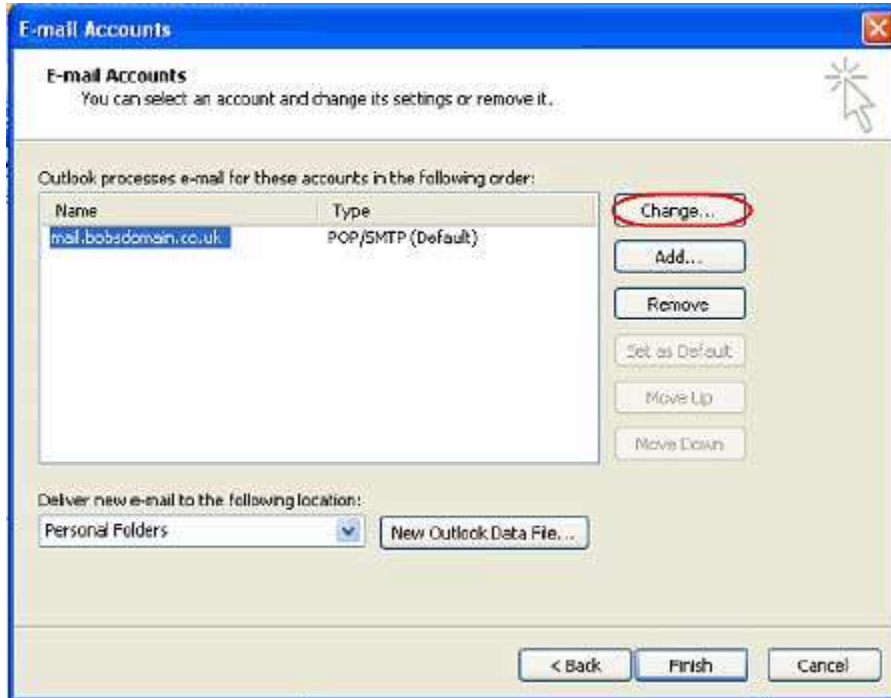 E-mail Accounts
E-mail Accounts
You can select an account and change its settings or remove it.
Outlook processes e-mail for these accounts in the following order:
Name Type
mail.bobsdomain.co.uk POP/SMTP (Default)
Change...
Add...
Remove
Set as Default
Move Up
Move Down
Deliver new e-mail to the following location:
Personal Folders New Outlook Data File...
< Back Finish Cancel